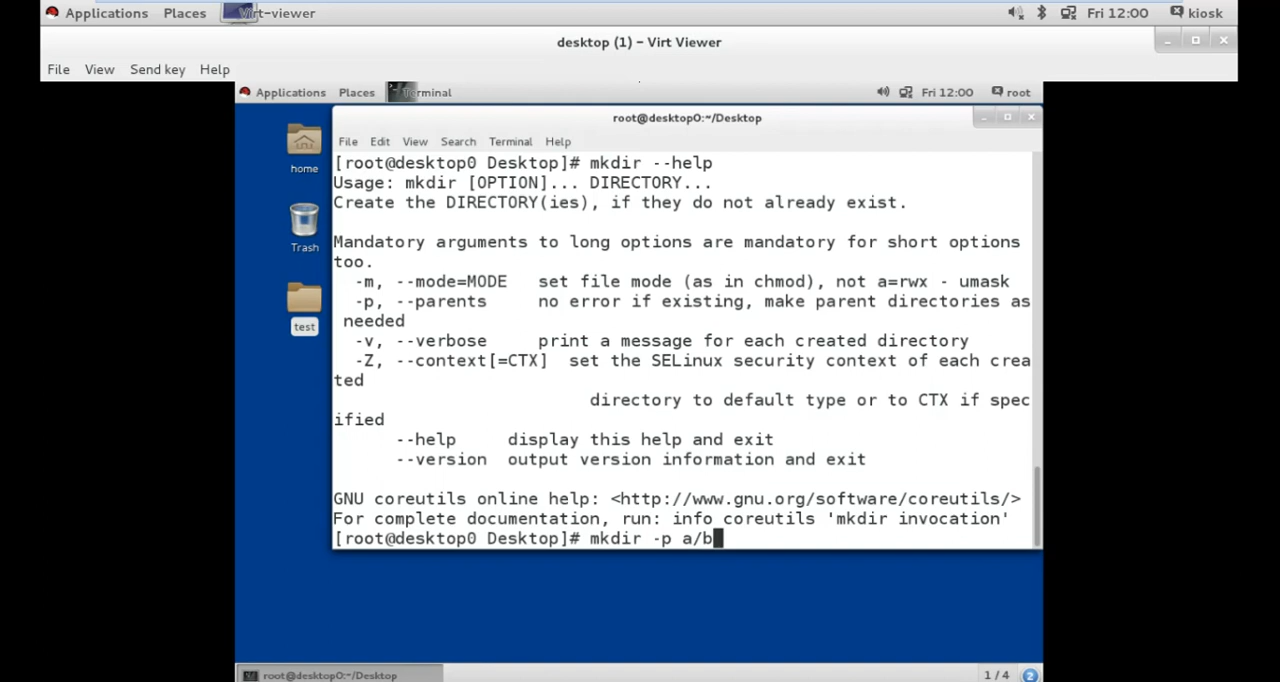 Applications Places Virt-viewer Fri 12:00 kiosk
desktop (1) – Virt Viewer
File View Send key Help
Applications Places Terminal Fri 12:00 root
root@desktop0:~/Desktop
File Edit View Search Terminal Help
home
Trash
test
[root@desktop0 Desktop]# mkdir --help
Usage: mkdir [OPTION]... DIRECTORY...
Create the DIRECTORY(ies), if they do not already exist.
Mandatory arguments to long options are mandatory for short options
too.
-m, --mode=MODE set file mode (as in chmod), not a=rwx - umask
-p, --parents no error if existing, make parent directories as
needed
-v, --verbose print a message for each created directory
-Z, --context[=CTX] set the SELinux security context of each crea
ted
directory to default type or to CTX if spec
ified
--help display this help and exit
--version output version information and exit
GNU coreutils online help: <http://www.gnu.org/software/coreutils/>
For complete documentation, run: info coreutils 'mkdir invocation'
[root@desktop0 Desktop]# mkdir -p a/b
root@desktop0:~/Desktop 1 / 4 2